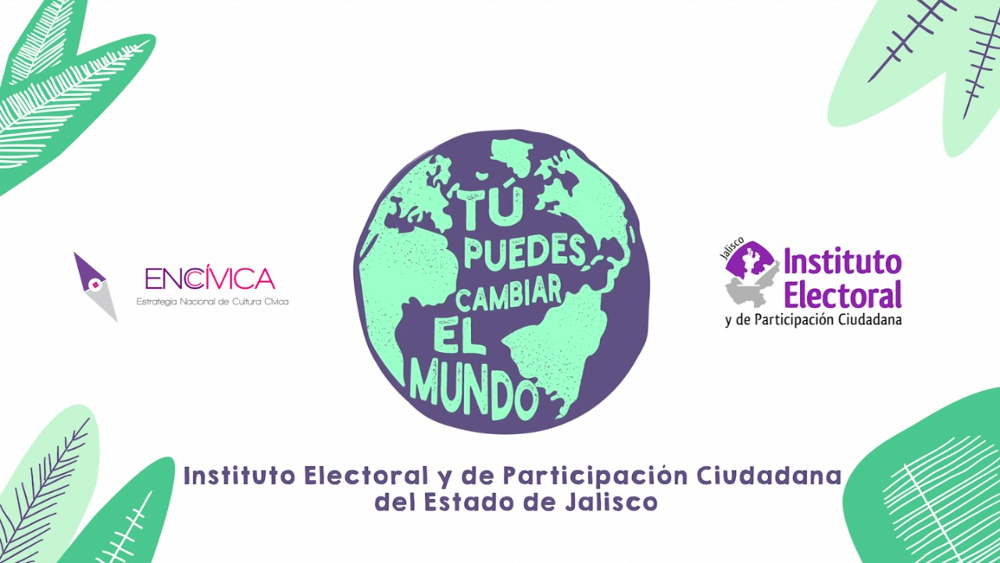 TÚ
PUEDES
CAMBIAR
EL
MUNDO
ENCCÍVICA
Estrategia Nacional de Cultura Cívica
Jalisco
Instituto
Electoral
y de Participación Ciudadana
Instituto Electoral y de Participación Ciudadana
del Estado de Jalisco